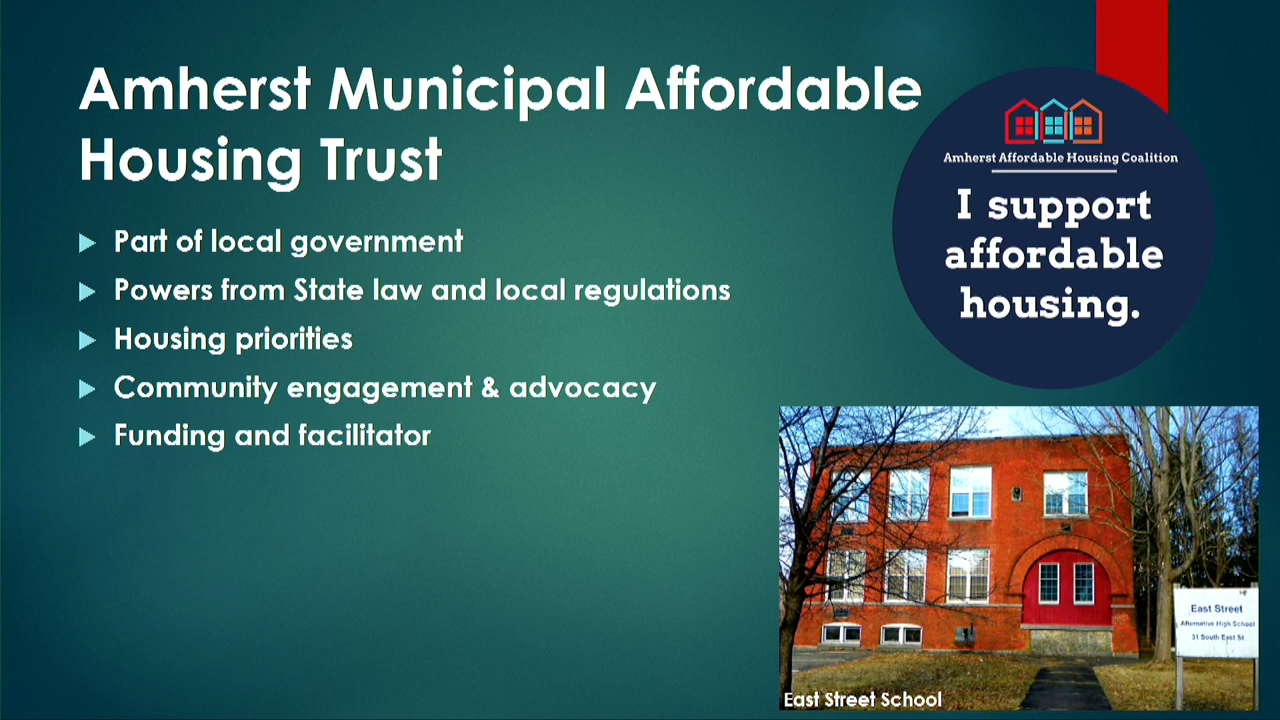 Amherst Municipal Affordable
Housing Trust
Part of local government
Powers from State law and local regulations
Housing priorities
Community engagement & advocacy
Funding and facilitator
Amherst Affordable Housing Coalition
I support
affordable
housing.
East Street
Alternative High School
31 South East St
East Street School